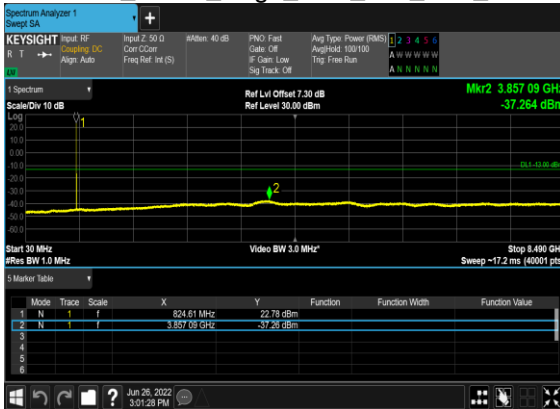 Spectrum Analyzer 1
Swept SA
KEYSIGHT Input: RF Input Z: 50 Ω #Atten: 40 dB PNO: Fast Avg Type: Power (RMS) 1 2 3 4 5 6
R T Coupling: DC Corr CCorr Gate: Off Avg|Hold: 100/100 A W W W W W
Align: Auto Freq Ref: Int (S) IF Gain: Low Trig: Free Run
Sig Track: Off A N N N N N
1 Spectrum Ref Lvl Offset 7.30 dB Mkr2 3.857 09 GHz
Scale/Div 10 dB Ref Level 30.00 dBm -37.264 dBm
Log
20.0
10.0
0.00
-10.0 DL1 -13.00 dBm
-20.0
-30.0
-40.0
-50.0
-60.0
1
2
Start 30 MHz Video BW 3.0 MHz* Stop 8.490 GH
#Res BW 1.0 MHz Sweep ~17.2 ms (40001 pts
5 Marker Table
Mode Trace Scale X Y Function Function Width Function Value
1 N 1 f 824.61 MHz 22.78 dBm
2 N 1 f 3.857 09 GHz -37.26 dBm
3
4
5
6
? Jun 26, 2022
3:01:28 PM